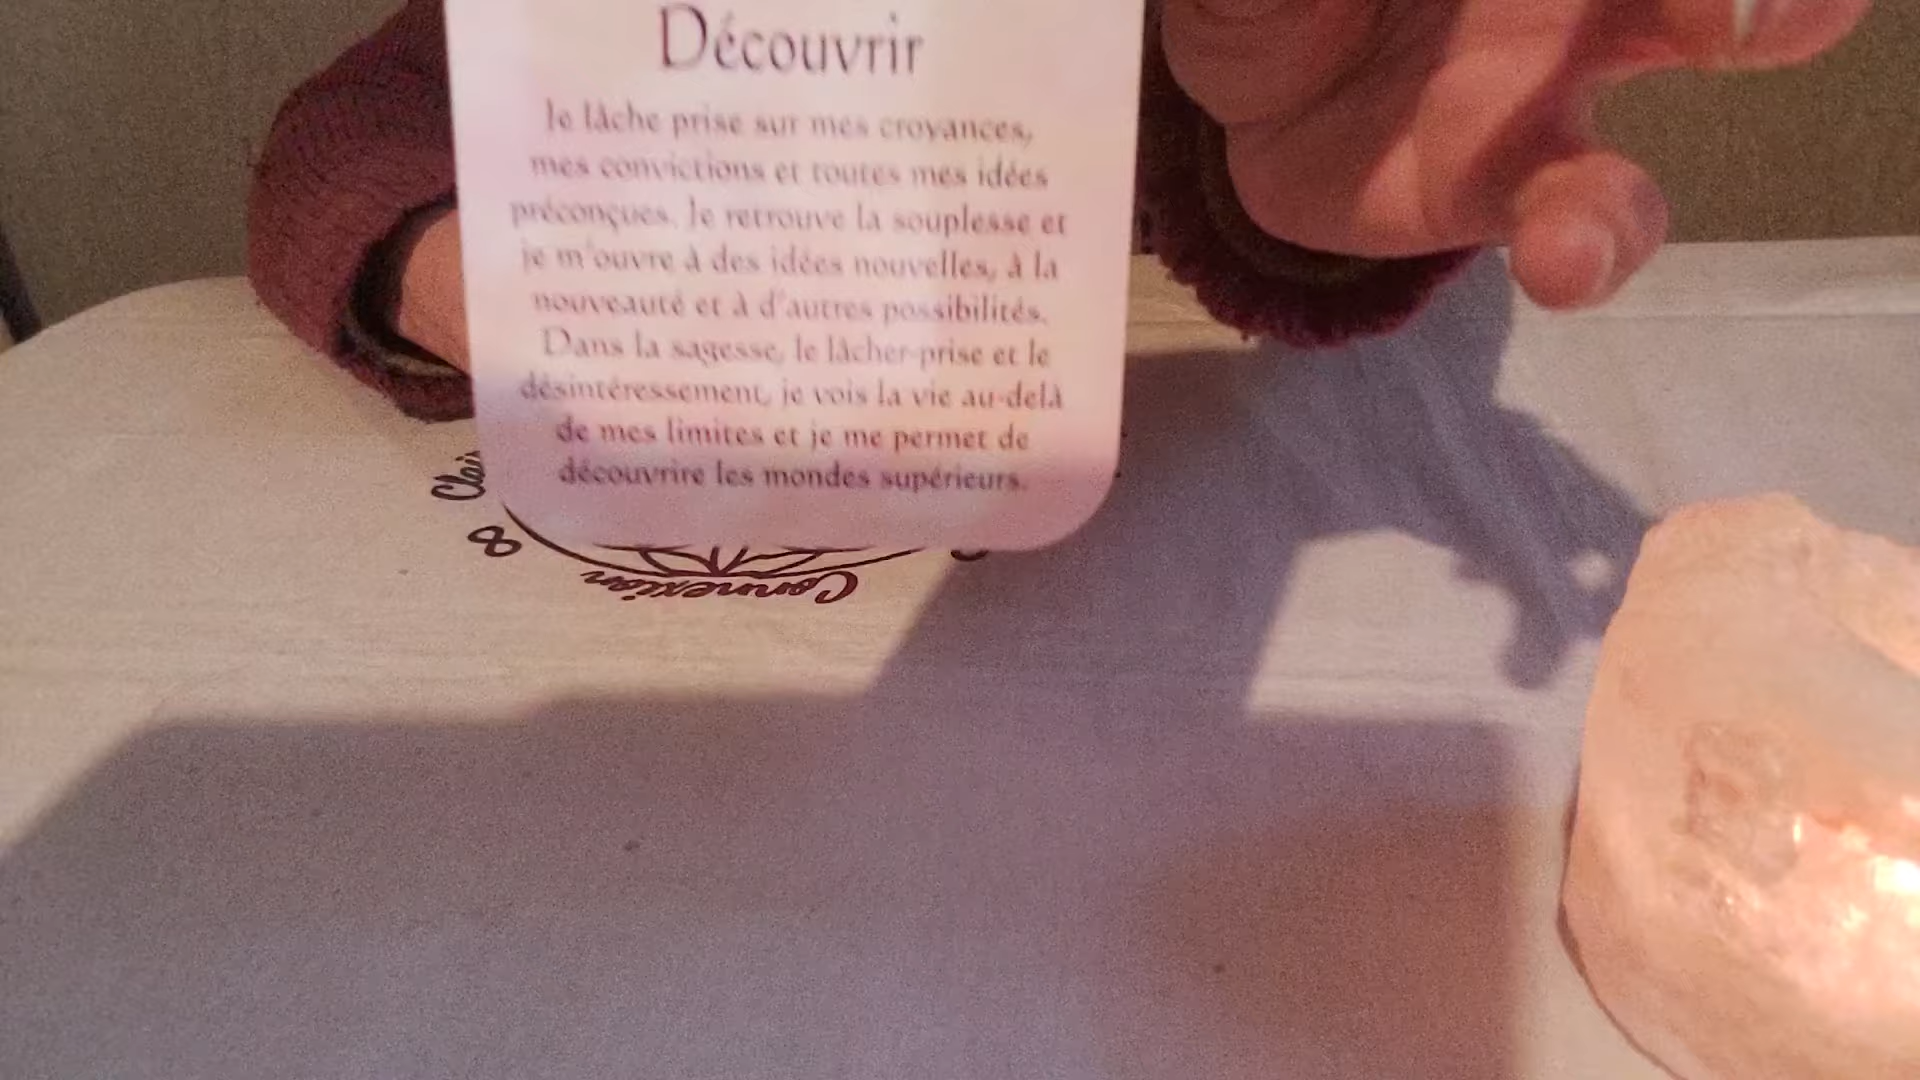 Découvrir
Je lâche prise sur mes croyances,
mes convictions et toutes mes idées
préconçues. Je retrouve la souplesse et
je m'ouvre à des idées nouvelles, à la
nouveauté et à d'autres possibilités.
Dans la sagesse, le lâcher-prise et le
désintéressement, je vois la vie au-delà
de mes limites et je me permet de
découvrire les mondes supérieurs.
8
Connexion